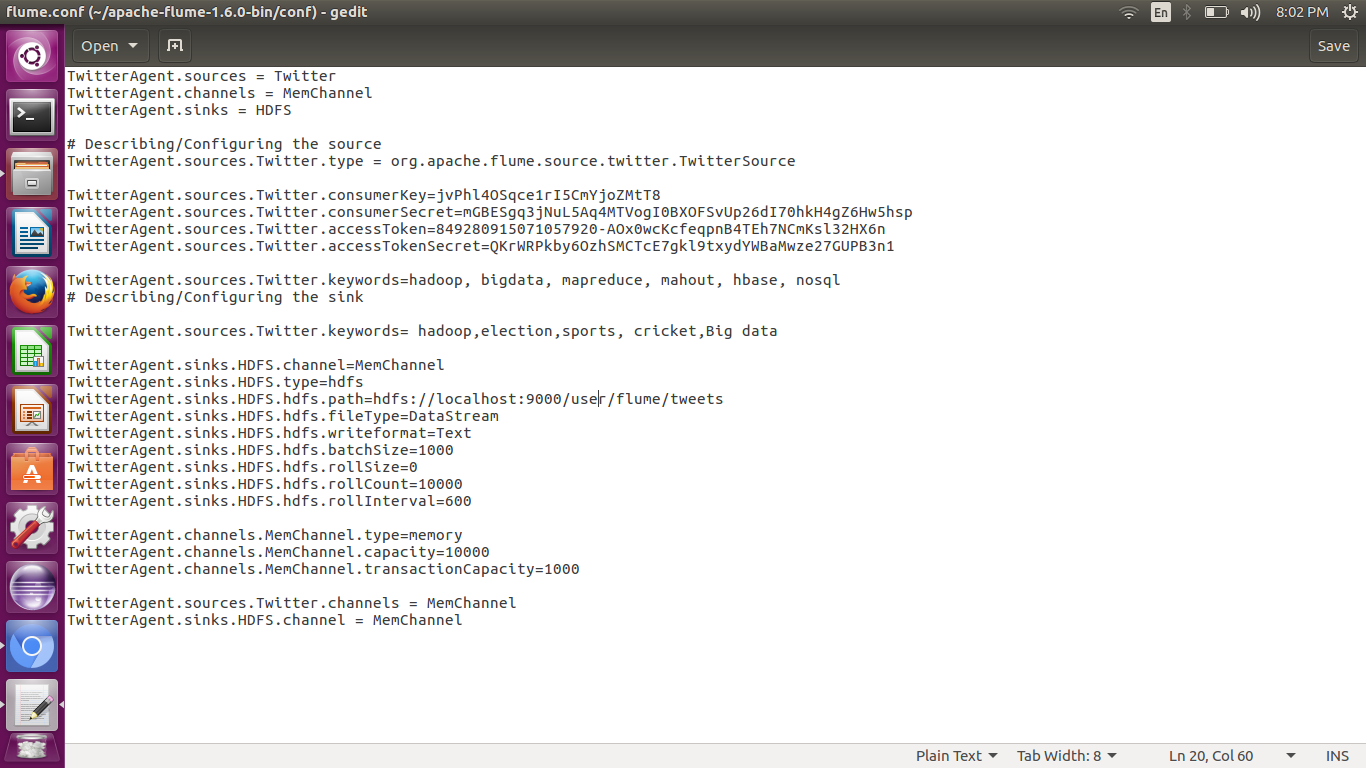 flume.conf (~/apache-flume-1.6.0-bin/conf) - gedit
En
8:02 PM
Open
Save
TwitterAgent.sources = Twitter
TwitterAgent.channels = MemChannel
TwitterAgent.sinks = HDFS
# Describing/Configuring the source
TwitterAgent.sources.Twitter.type = org.apache.flume.source.twitter.TwitterSource
TwitterAgent.sources.Twitter.consumerKey=jvPhl4OSqce1rI5CmYjoZMtT8
TwitterAgent.sources.Twitter.consumerSecret=mGBESgq3jNuL5Aq4MTVogI0BXOFSvUp26dI70hkH4gZ6Hw5hsp
TwitterAgent.sources.Twitter.accessToken=849280915071057920-AOx0wcKcfeqpnB4TEh7NCmKsl32HX6n
TwitterAgent.sources.Twitter.accessTokenSecret=QKrWRPkby6OzhSMCTcE7gkl9txydYWBaMwze27GUPB3n1
TwitterAgent.sources.Twitter.keywords=hadoop, bigdata, mapreduce, mahout, hbase, nosql
# Describing/Configuring the sink
TwitterAgent.sources.Twitter.keywords= hadoop,election,sports, cricket,Big data
TwitterAgent.sinks.HDFS.channel=MemChannel
TwitterAgent.sinks.HDFS.type=hdfs
TwitterAgent.sinks.HDFS.hdfs.path=hdfs://localhost:9000/user/flume/tweets
TwitterAgent.sinks.HDFS.hdfs.fileType=DataStream
TwitterAgent.sinks.HDFS.hdfs.writeformat=Text
TwitterAgent.sinks.HDFS.hdfs.batchSize=1000
TwitterAgent.sinks.HDFS.hdfs.rollSize=0
TwitterAgent.sinks.HDFS.hdfs.rollCount=10000
TwitterAgent.sinks.HDFS.hdfs.rollInterval=600
TwitterAgent.channels.MemChannel.type=memory
TwitterAgent.channels.MemChannel.capacity=10000
TwitterAgent.channels.MemChannel.transactionCapacity=1000
TwitterAgent.sources.Twitter.channels = MemChannel
TwitterAgent.sinks.HDFS.channel = MemChannel
Plain Text
Tab Width: 8
Ln 20, Col 60
INS